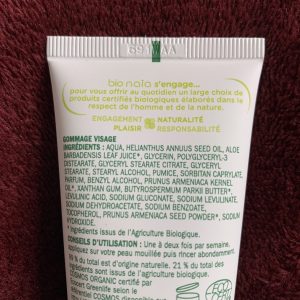 bio naïa s'engage...
pour vous offrir au quotidien un large choix de
produits certifiés biologiques élaborés dans le
respect de l'homme et de la nature.
ENGAGEMENT NATURALITÉ
PLAISIR RESPONSABILITÉ
GOMMAGE VISAGE
INGRÉDIENTS : AQUA, HELIANTHUS ANNUUS SEED OIL, ALOE
BARBADENSIS LEAF JUICE*, GLYCERIN, POLYGLYCERYL-3
DISTEARATE, GLYCERYL STEARATE CITRATE, GLYCERYL
STEARATE, STEARYL ALCOHOL, PUMICE, SORBITAN CAPRYLATE,
PARFUM, BENZYL ALCOHOL, PRUNUS ARMENIACA KERNEL
OIL*, XANTHAN GUM, BUTYROSPERMUM PARKII BUTTER*,
LEVULINIC ACID, SODIUM GLUCONATE, SODIUM LEVULINATE,
SODIUM DEHYDROACETATE, SODIUM BENZOATE,
TOCOPHEROL, PRUNUS ARMENIACA SEED POWDER*, SODIUM
HYDROXIDE.
* Ingrédients issus de l'Agriculture Biologique.
CONSEILS D'UTILISATION : Une à deux fois par semaine,
appliquez sur votre peau mouillée puis rincer abondamment.
% du total est d'origine naturelle. 21 % du total des
issus de l'Agriculture Biologique.
COSMOS ORGANIC certifié par
Cosmecert Greenlife selon le
référentiel COSMOS disponible sur